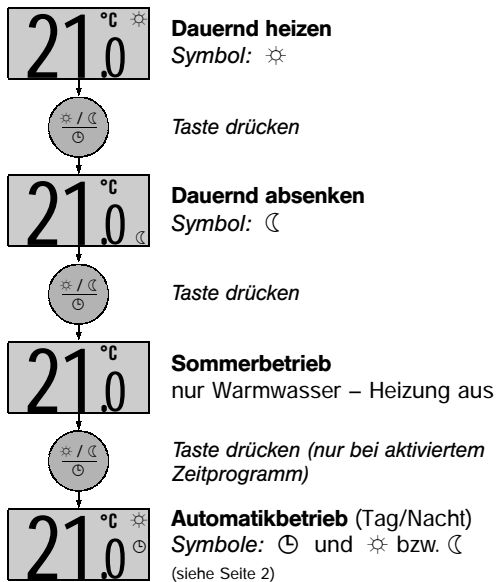 21.0 °C ☼
Dauernd heizen
Symbol: ☼
☼ / ☾
Taste drücken
21.0 °C ☾
Dauernd absenken
Symbol: ☾
☼ / ☾
Taste drücken
21.0 °C
Sommerbetrieb
nur Warmwasser – Heizung aus
☼ / ☾
Taste drücken (nur bei aktiviertem
Zeitprogramm)
21.0 °C ☼ ◷
Automatikbetrieb (Tag/Nacht)
Symbole: ◷ und ☼ bzw. ☾
(siehe Seite 2)